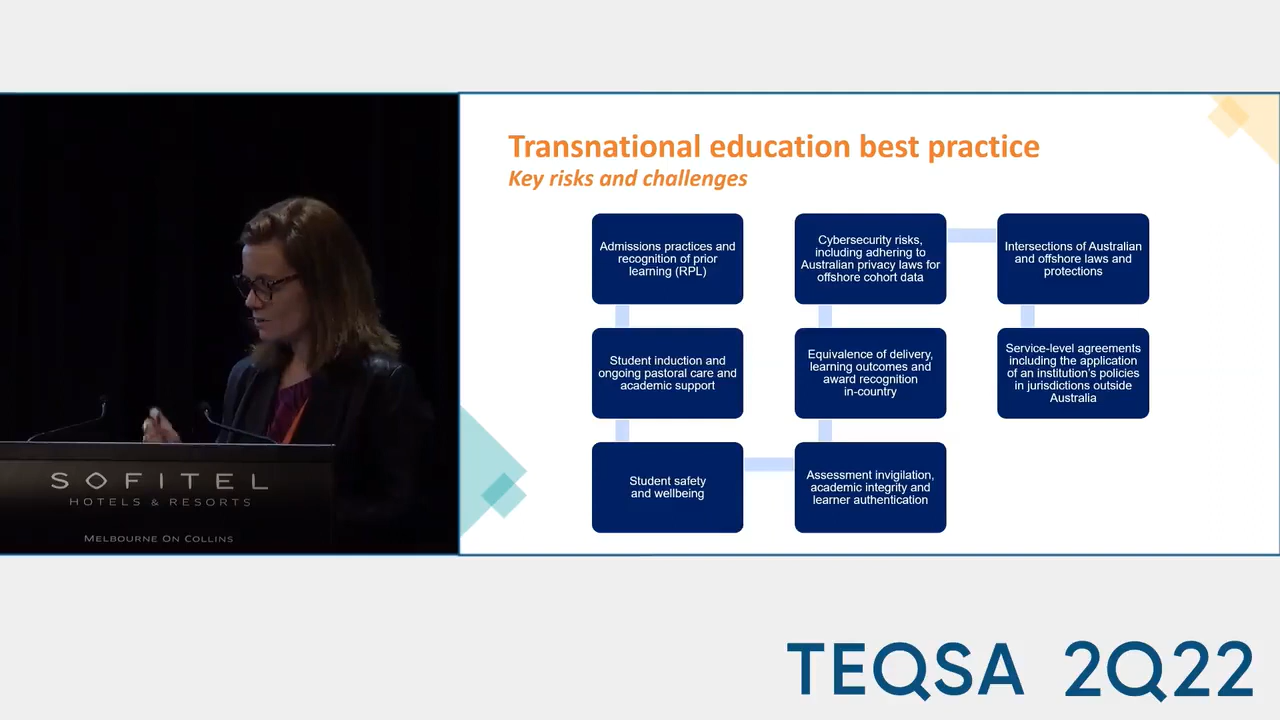 Transnational education best practice
Key risks and challenges
Admissions practices and
recognition of prior
learning (RPL)
Student induction and
ongoing pastoral care and
academic support
Student safety
and wellbeing
Assessment invigilation,
academic integrity and
learner authentication
Equivalence of delivery,
learning outcomes and
award recognition
in-country
Cybersecurity risks,
including adhering to
Australian privacy laws for
offshore cohort data
Intersections of Australian
and offshore laws and
protections
Service-level agreements
including the application
of an institution's policies
in jurisdictions outside
Australia
SOFITEL
HOTELS & RESORTS
MELBOURNE ON COLLINS
TEQSA 2Q22